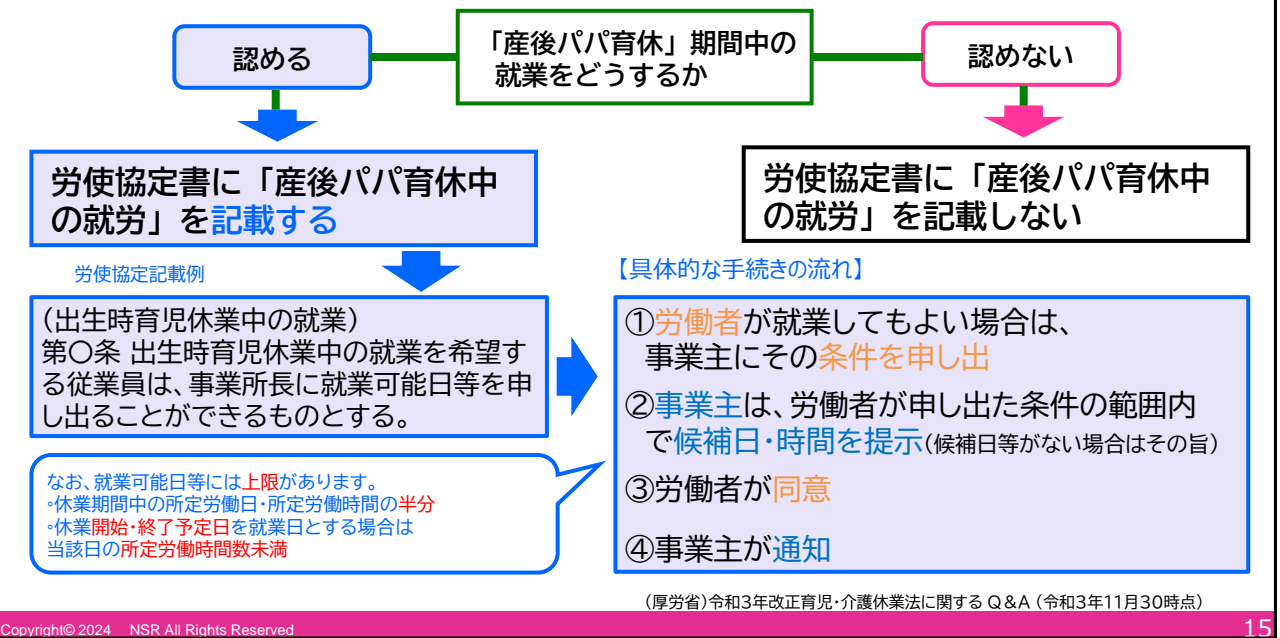 「産後パパ育休」期間中の
就業をどうするか
認める
認めない
労使協定書に「産後パパ育休中
の就労」を記載する
労使協定書に「産後パパ育休中
の就労」を記載しない
労使協定記載例
（出生時育児休業中の就業）
第〇条 出生時育児休業中の就業を希望す
る従業員は、事業所長に就業可能日等を申
し出ることができるものとする。
なお、就業可能日等には上限があります。
◦休業期間中の所定労働日・所定労働時間の半分
◦休業開始・終了予定日を就業日とする場合は
当該日の所定労働時間数未満
【具体的な手続きの流れ】
①労働者が就業してもよい場合は、
事業主にその条件を申し出
②事業主は、労働者が申し出た条件の範囲内
で候補日・時間を提示（候補日等がない場合はその旨）
③労働者が同意
④事業主が通知
（厚労省）令和3年改正育児・介護休業法に関する Q&A （令和3年11月30時点）
Copyright© 2024 NSR All Rights Reserved
15